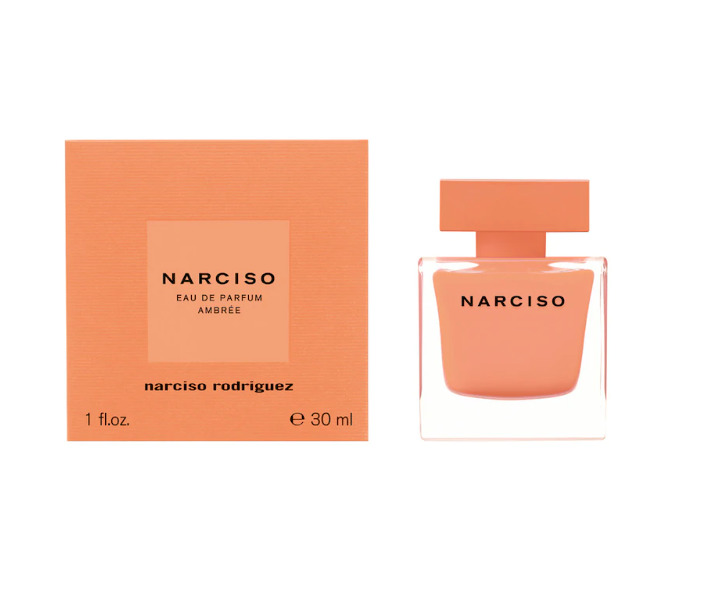 NARCISO
EAU DE PARFUM
AMBRÉE
narciso rodriguez
1 fl.oz.
℮ 30 ml
NARCISO